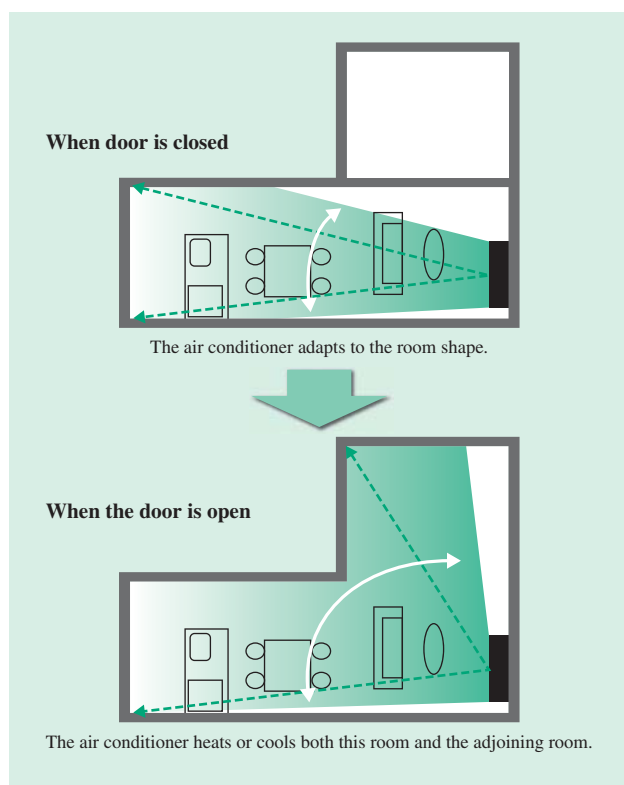 When door is closed
The air conditioner adapts to the room shape.
When the door is open
The air conditioner heats or cools both this room and the adjoining room.